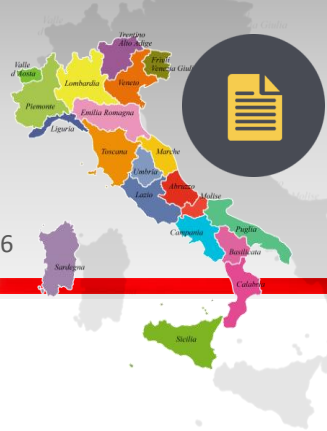 Trentino
Alto Adige
Friuli
Venezia Giulia
Valle
d'Aosta
Lombardia
Veneto
Piemonte
Emilia Romagna
Liguria
Toscana
Marche
Umbria
Abruzzo
Lazio
Molise
Campania
Puglia
Basilicata
6
Sardegna
Calabria
Sicilia